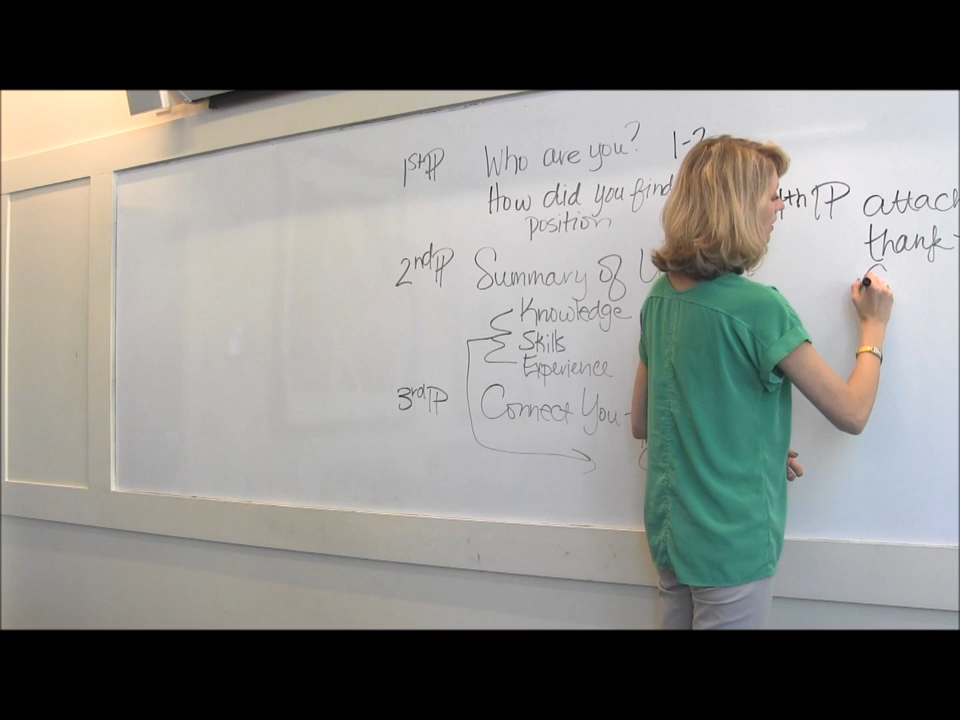 1st P Who are you? 1-2
How did you find
position
2nd P Summary of
Knowledge
Skills
Experience
3rd P Connect You
4th P attach
thank